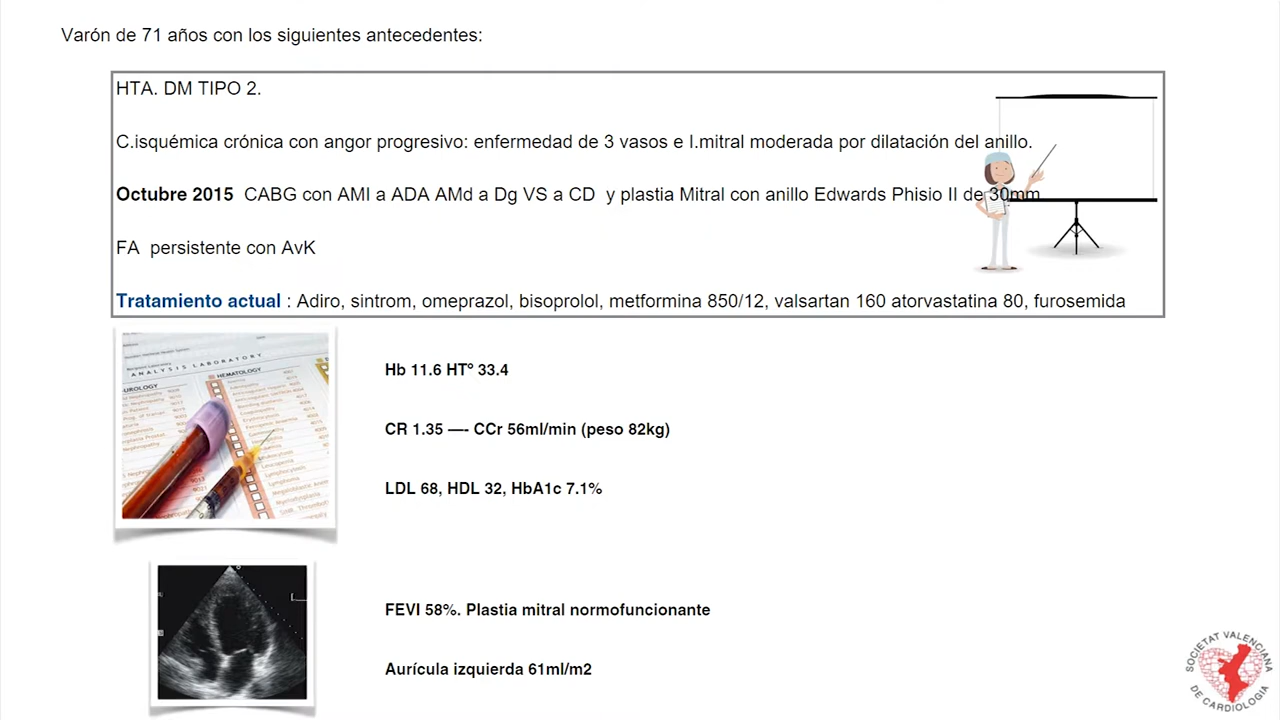 Varón de 71 años con los siguientes antecedentes:
HTA. DM TIPO 2.
C.isquémica crónica con angor progresivo: enfermedad de 3 vasos e I.mitral moderada por dilatación del anillo.
Octubre 2015 CABG con AMI a ADA AMd a Dg VS a CD y plastia Mitral con anillo Edwards Phisio II de 30mm
FA persistente con AvK
Tratamiento actual : Adiro, sintrom, omeprazol, bisoprolol, metformina 850/12, valsartan 160 atorvastatina 80, furosemida
ANALYSIS LABORATORY
HEMATOLOGY
Hb 11.6 HTº 33.4
CR 1.35 —- CCr 56ml/min (peso 82kg)
LDL 68, HDL 32, HbA1c 7.1%
FEVI 58%. Plastia mitral normofuncionante
Aurícula izquierda 61ml/m2
SOCIETAT VALENCIANA
DE CARDIOLOGIA